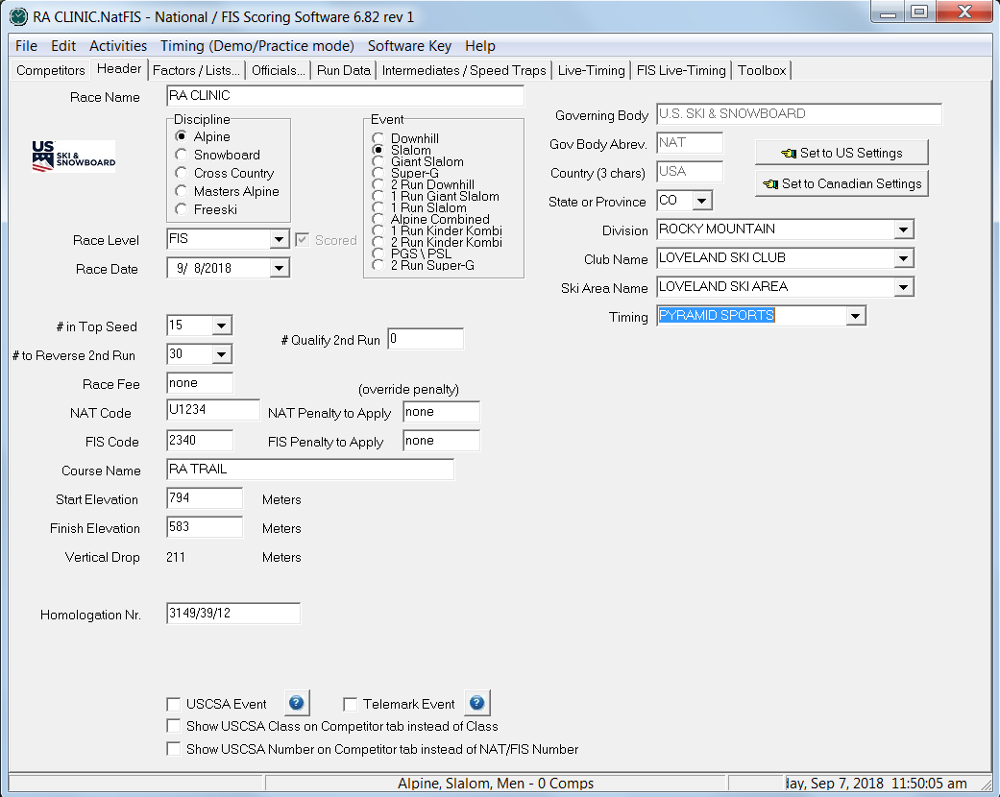 RA CLINIC.NatFIS - National / FIS Scoring Software 6.82 rev 1
File Edit Activities Timing (Demo/Practice mode) Software Key Help
Competitors Header Factors / Lists... Officials... Run Data Intermediates / Speed Traps Live-Timing FIS Live-Timing Toolbox
Race Name RA CLINIC
US SKI & SNOWBOARD
Discipline
Alpine
Snowboard
Cross Country
Masters Alpine
Freeski
Event
Downhill
Slalom
Giant Slalom
Super-G
2 Run Downhill
1 Run Giant Slalom
1 Run Slalom
Alpine Combined
1 Run Kinder Kombi
2 Run Kinder Kombi
PGS \ PSL
2 Run Super-G
Race Level FIS Scored
Race Date 9/ 8/2018
Governing Body U.S. SKI & SNOWBOARD
Gov Body Abrev. NAT
Country (3 chars) USA
Set to US Settings
Set to Canadian Settings
State or Province CO
Division ROCKY MOUNTAIN
Club Name LOVELAND SKI CLUB
Ski Area Name LOVELAND SKI AREA
Timing PYRAMID SPORTS
# in Top Seed 15
# Qualify 2nd Run 0
# to Reverse 2nd Run 30
Race Fee none
(override penalty)
NAT Code U1234 NAT Penalty to Apply none
FIS Code 2340 FIS Penalty to Apply none
Course Name RA TRAIL
Start Elevation 794 Meters
Finish Elevation 583 Meters
Vertical Drop 211 Meters
Homologation Nr. 3149/39/12
USCSA Event ? Telemark Event ?
Show USCSA Class on Competitor tab instead of Class
Show USCSA Number on Competitor tab instead of NAT/FIS Number
Alpine, Slalom, Men - 0 Comps
day, Sep 7, 2018 11:50:05 am